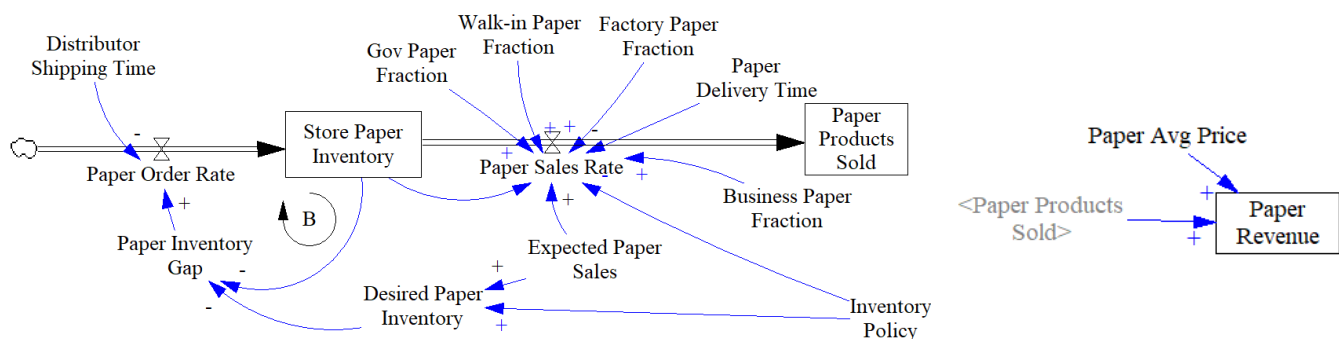 Distributor
Shipping Time
Walk-in Paper
Fraction
Factory Paper
Fraction
Gov Paper
Fraction
Paper
Delivery Time
-
Store Paper
Inventory
+
+
-
Paper
Products
Sold
Paper Order Rate
+
Paper Sales Rate
-
+
+
B
+
Business Paper
Fraction
Paper Inventory
Gap
-
-
Expected Paper
Sales
+
Desired Paper
Inventory
+
Inventory
Policy
Paper Avg Price
+
<Paper Products
Sold>
+
Paper
Revenue